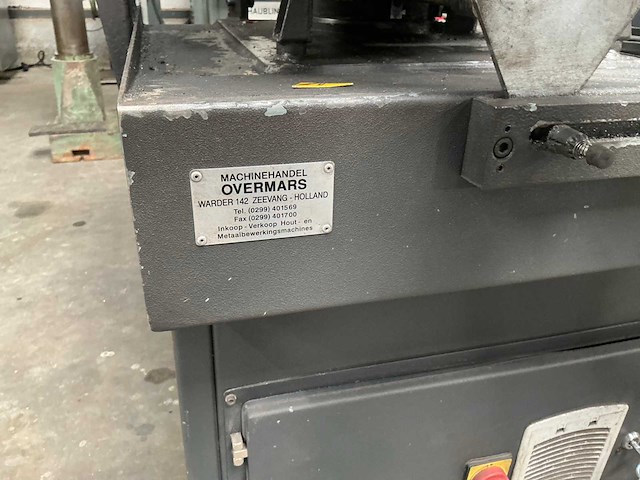 MACHINEHANDEL
OVERMARS
WARDER 142 ZEEVANG - HOLLAND
Tel. (0299) 401569
Fax (0299) 401700
Inkoop - Verkoop Hout - en
Metaalbewerkingsmachines